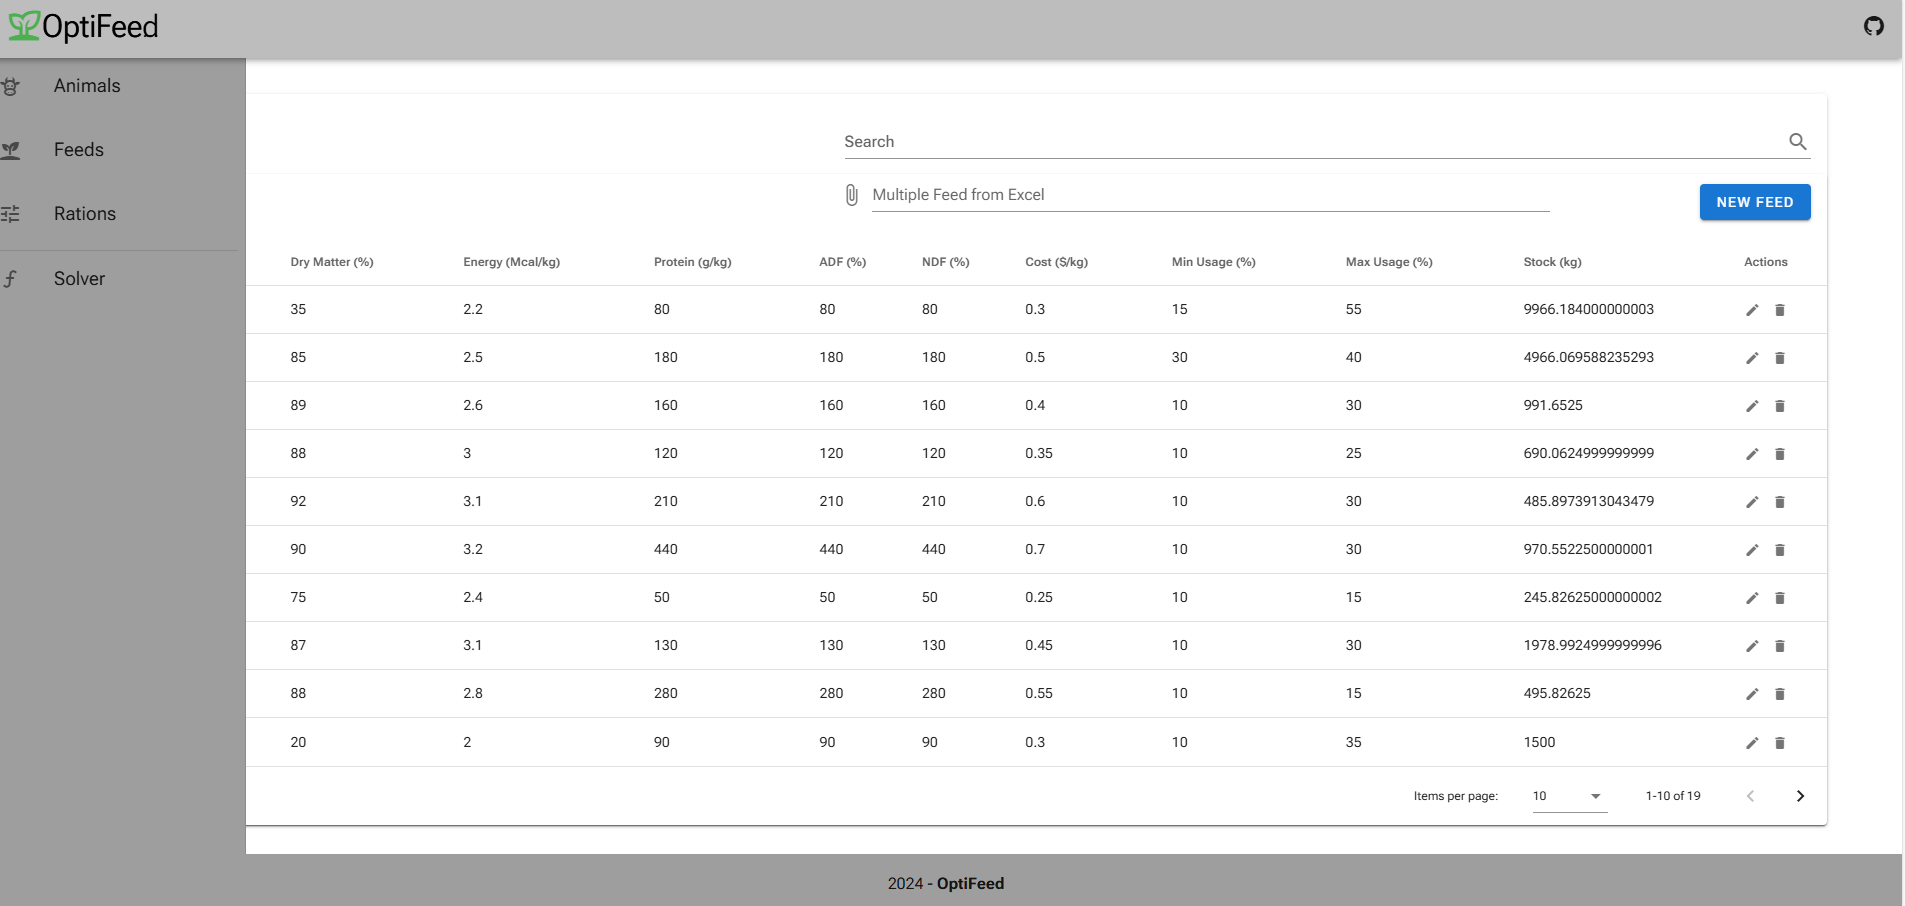 OptiFeed
Animals
Feeds
Rations
Solver
Search
Multiple Feed from Excel
NEW FEED
Dry Matter (%) Energy (Mcal/kg) Protein (g/kg) ADF (%) NDF (%) Cost ($/kg) Min Usage (%) Max Usage (%) Stock (kg) Actions
35 2.2 80 80 80 0.3 15 55 9966.184000000003
85 2.5 180 180 180 0.5 30 40 4966.069588235293
89 2.6 160 160 160 0.4 10 30 991.6525
88 3 120 120 120 0.35 10 25 690.0624999999999
92 3.1 210 210 210 0.6 10 30 485.8973913043479
90 3.2 440 440 440 0.7 10 30 970.5522500000001
75 2.4 50 50 50 0.25 10 15 245.82625000000002
87 3.1 130 130 130 0.45 10 30 1978.9924999999996
88 2.8 280 280 280 0.55 10 15 495.82625
20 2 90 90 90 0.3 10 35 1500
Items per page: 10 1-10 of 19
2024 - OptiFeed